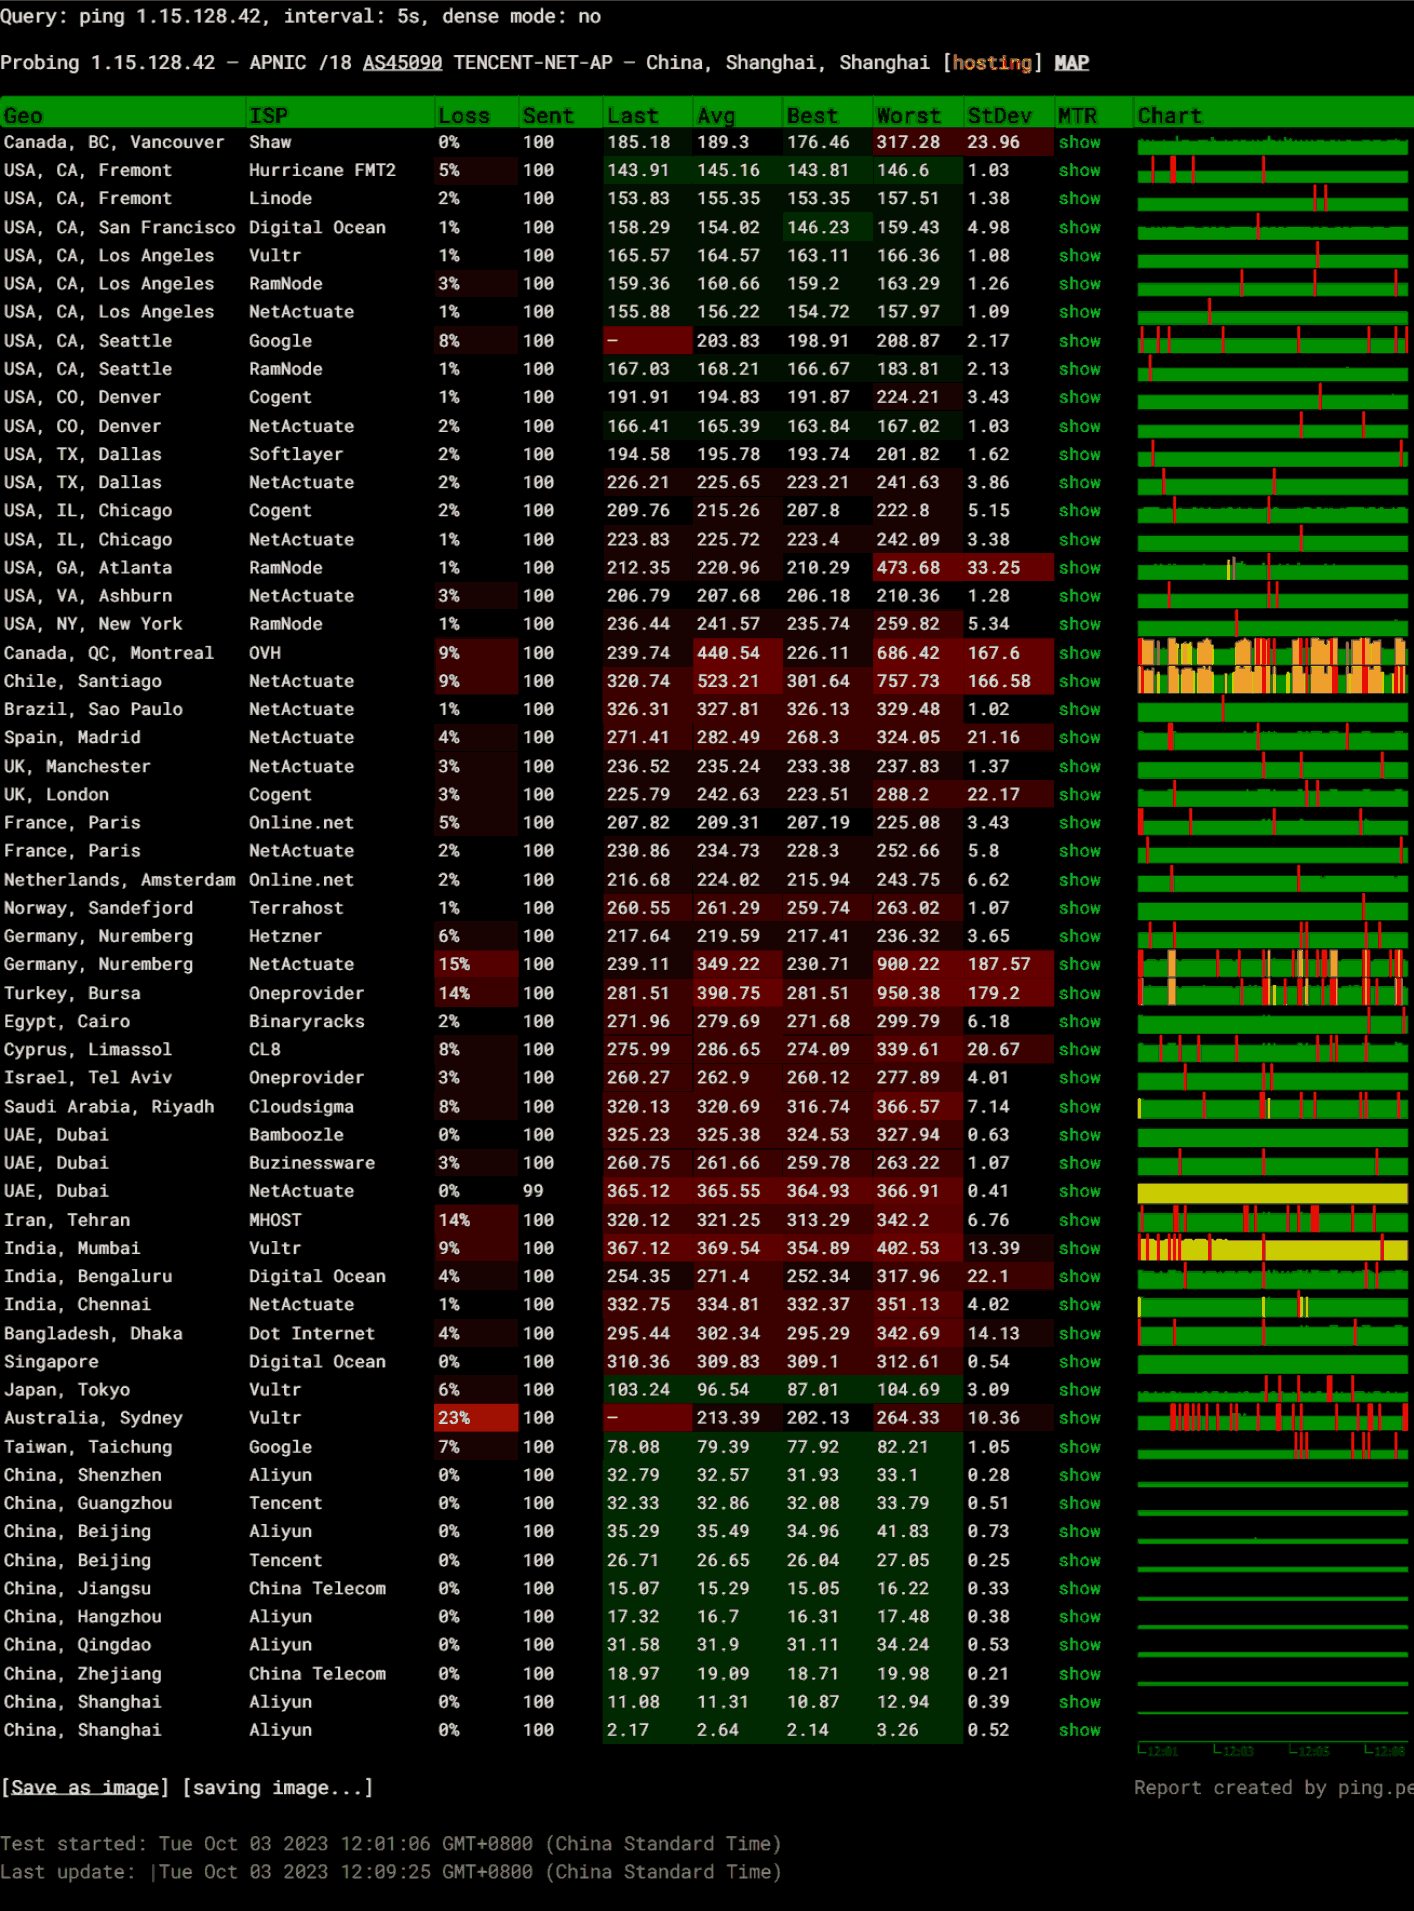 Query: ping 1.15.128.42, interval: 5s, dense mode: no
Probing 1.15.128.42 — APNIC /18 AS45090 TENCENT-NET-AP — China, Shanghai, Shanghai [hosting] MAP
Geo ISP Loss Sent Last Avg Best Worst StDev MTR Chart
Canada, BC, Vancouver Shaw 0% 100 185.18 189.3 176.46 317.28 23.96 show
USA, CA, Fremont Hurricane FMT2 5% 100 143.91 145.16 143.81 146.6 1.03 show
USA, CA, Fremont Linode 2% 100 153.83 155.35 153.35 157.51 1.38 show
USA, CA, San Francisco Digital Ocean 1% 100 158.29 154.02 146.23 159.43 4.98 show
USA, CA, Los Angeles Vultr 1% 100 165.57 164.57 163.11 166.36 1.08 show
USA, CA, Los Angeles RamNode 3% 100 159.36 160.66 159.2 163.29 1.26 show
USA, CA, Los Angeles NetActuate 1% 100 155.88 156.22 154.72 157.97 1.09 show
USA, CA, Seattle Google 8% 100 — 203.83 198.91 208.87 2.17 show
USA, CA, Seattle RamNode 1% 100 167.03 168.21 166.67 183.81 2.13 show
USA, CO, Denver Cogent 1% 100 191.91 194.83 191.87 224.21 3.43 show
USA, CO, Denver NetActuate 2% 100 166.41 165.39 163.84 167.02 1.03 show
USA, TX, Dallas Softlayer 2% 100 194.58 195.78 193.74 201.82 1.62 show
USA, TX, Dallas NetActuate 2% 100 226.21 225.65 223.21 241.63 3.86 show
USA, IL, Chicago Cogent 2% 100 209.76 215.26 207.8 222.8 5.15 show
USA, IL, Chicago NetActuate 1% 100 223.83 225.72 223.4 242.09 3.38 show
USA, GA, Atlanta RamNode 1% 100 212.35 220.96 210.29 473.68 33.25 show
USA, VA, Ashburn NetActuate 3% 100 206.79 207.68 206.18 210.36 1.28 show
USA, NY, New York RamNode 1% 100 236.44 241.57 235.74 259.82 5.34 show
Canada, QC, Montreal OVH 9% 100 239.74 440.54 226.11 686.42 167.6 show
Chile, Santiago NetActuate 9% 100 320.74 523.21 301.64 757.73 166.58 show
Brazil, Sao Paulo NetActuate 1% 100 326.31 327.81 326.13 329.48 1.02 show
Spain, Madrid NetActuate 4% 100 271.41 282.49 268.3 324.05 21.16 show
UK, Manchester NetActuate 3% 100 236.52 235.24 233.38 237.83 1.37 show
UK, London Cogent 3% 100 225.79 242.63 223.51 288.2 22.17 show
France, Paris Online.net 5% 100 207.82 209.31 207.19 225.08 3.43 show
France, Paris NetActuate 2% 100 230.86 234.73 228.3 252.66 5.8 show
Netherlands, Amsterdam Online.net 2% 100 216.68 224.02 215.94 243.75 6.62 show
Norway, Sandefjord Terrahost 1% 100 260.55 261.29 259.74 263.02 1.07 show
Germany, Nuremberg Hetzner 6% 100 217.64 219.59 217.41 236.32 3.65 show
Germany, Nuremberg NetActuate 15% 100 239.11 349.22 230.71 900.22 187.57 show
Turkey, Bursa Oneprovider 14% 100 281.51 390.75 281.51 950.38 179.2 show
Egypt, Cairo Binaryracks 2% 100 271.96 279.69 271.68 299.79 6.18 show
Cyprus, Limassol CL8 8% 100 275.99 286.65 274.09 339.61 20.67 show
Israel, Tel Aviv Oneprovider 3% 100 260.27 262.9 260.12 277.89 4.01 show
Saudi Arabia, Riyadh Cloudsigma 8% 100 320.13 320.69 316.74 366.57 7.14 show
UAE, Dubai Bamboozle 0% 100 325.23 325.38 324.53 327.94 0.63 show
UAE, Dubai Buzinessware 3% 100 260.75 261.66 259.78 263.22 1.07 show
UAE, Dubai NetActuate 0% 99 365.12 365.55 364.93 366.91 0.41 show
Iran, Tehran MHOST 14% 100 320.12 321.25 313.29 342.2 6.76 show
India, Mumbai Vultr 9% 100 367.12 369.54 354.89 402.53 13.39 show
India, Bengaluru Digital Ocean 4% 100 254.35 271.4 252.34 317.96 22.1 show
India, Chennai NetActuate 1% 100 332.75 334.81 332.37 351.13 4.02 show
Bangladesh, Dhaka Dot Internet 4% 100 295.44 302.34 295.29 342.69 14.13 show
Singapore Digital Ocean 0% 100 310.36 309.83 309.1 312.61 0.54 show
Japan, Tokyo Vultr 6% 100 103.24 96.54 87.01 104.69 3.09 show
Australia, Sydney Vultr 23% 100 — 213.39 202.13 264.33 10.36 show
Taiwan, Taichung Google 7% 100 78.08 79.39 77.92 82.21 1.05 show
China, Shenzhen Aliyun 0% 100 32.79 32.57 31.93 33.1 0.28 show
China, Guangzhou Tencent 0% 100 32.33 32.86 32.08 33.79 0.51 show
China, Beijing Aliyun 0% 100 35.29 35.49 34.96 41.83 0.73 show
China, Beijing Tencent 0% 100 26.71 26.65 26.04 27.05 0.25 show
China, Jiangsu China Telecom 0% 100 15.07 15.29 15.05 16.22 0.33 show
China, Hangzhou Aliyun 0% 100 17.32 16.7 16.31 17.48 0.38 show
China, Qingdao Aliyun 0% 100 31.58 31.9 31.11 34.24 0.53 show
China, Zhejiang China Telecom 0% 100 18.97 19.09 18.71 19.98 0.21 show
China, Shanghai Aliyun 0% 100 11.08 11.31 10.87 12.94 0.39 show
China, Shanghai Aliyun 0% 100 2.17 2.64 2.14 3.26 0.52 show
12:01 12:03 12:05 12:08
[Save as image] [saving image...] Report created by ping.pe
Test started: Tue Oct 03 2023 12:01:06 GMT+0800 (China Standard Time)
Last update: |Tue Oct 03 2023 12:09:25 GMT+0800 (China Standard Time)